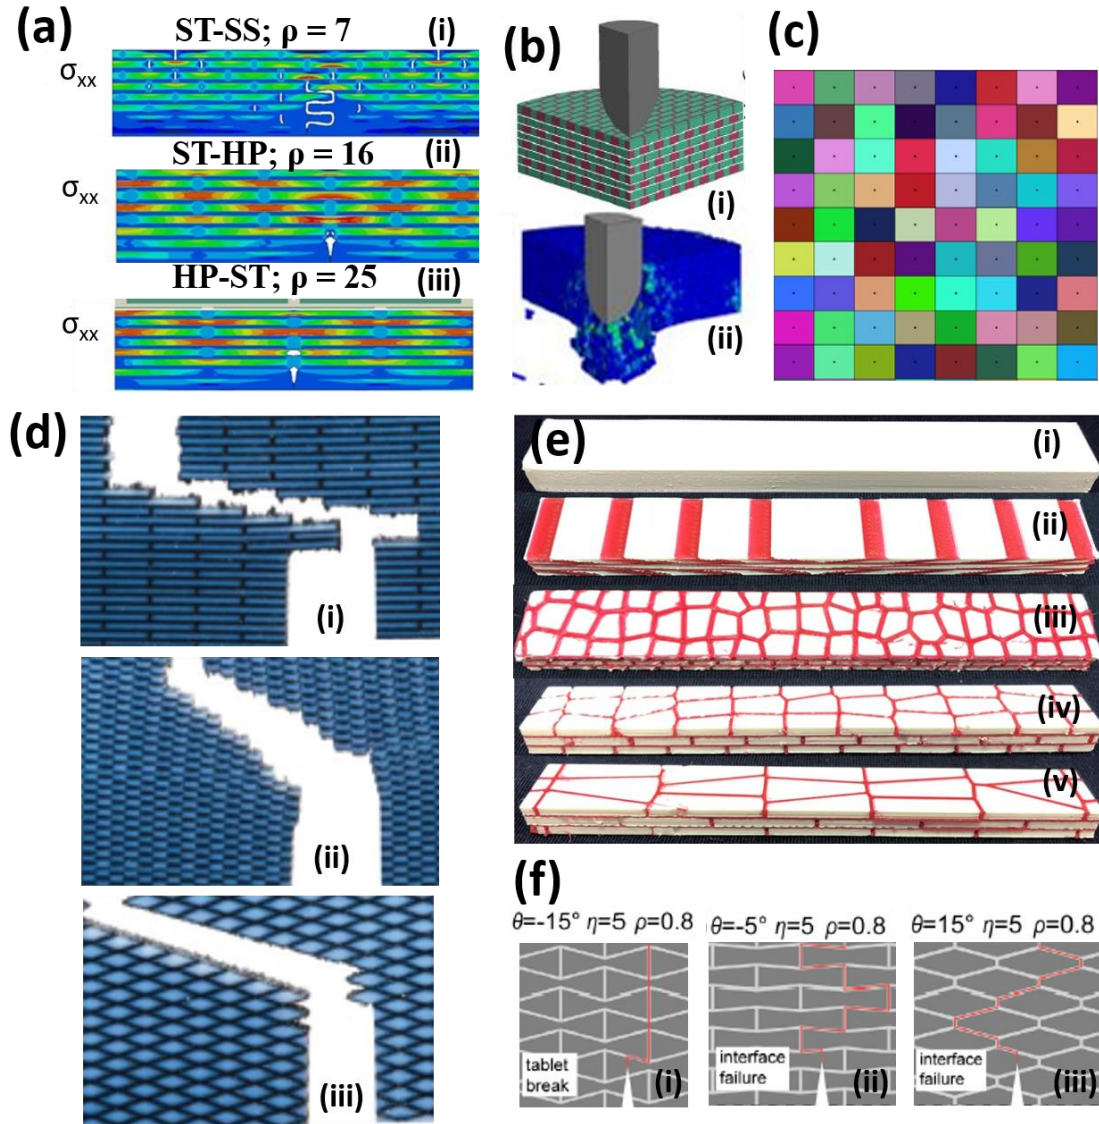 (a)
ST-SS; ρ = 7
(i)
σxx
ST-HP; ρ = 16
(ii)
σxx
HP-ST; ρ = 25
(iii)
σxx
(b)
(i)
(ii)
(c)
(d)
(i)
(ii)
(iii)
(e)
(i)
(ii)
(iii)
(iv)
(v)
(f)
θ=-15° η=5 ρ=0.8
tablet
break
(i)
θ=-5° η=5 ρ=0.8
interface
failure
(ii)
θ=15° η=5 ρ=0.8
interface
failure
(iii)